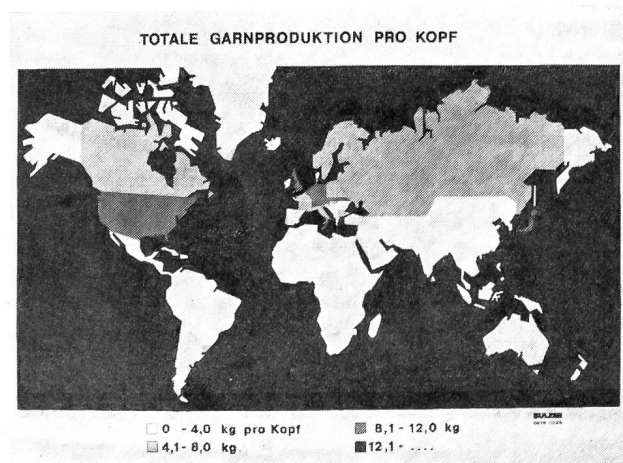 TOTALE GARNPRODUKTION PRO KOPF
0 - 4,0 kg pro Kopf
8,1 - 12,0 kg
4,1 - 8,0 kg
12,1 - ....
SULZER